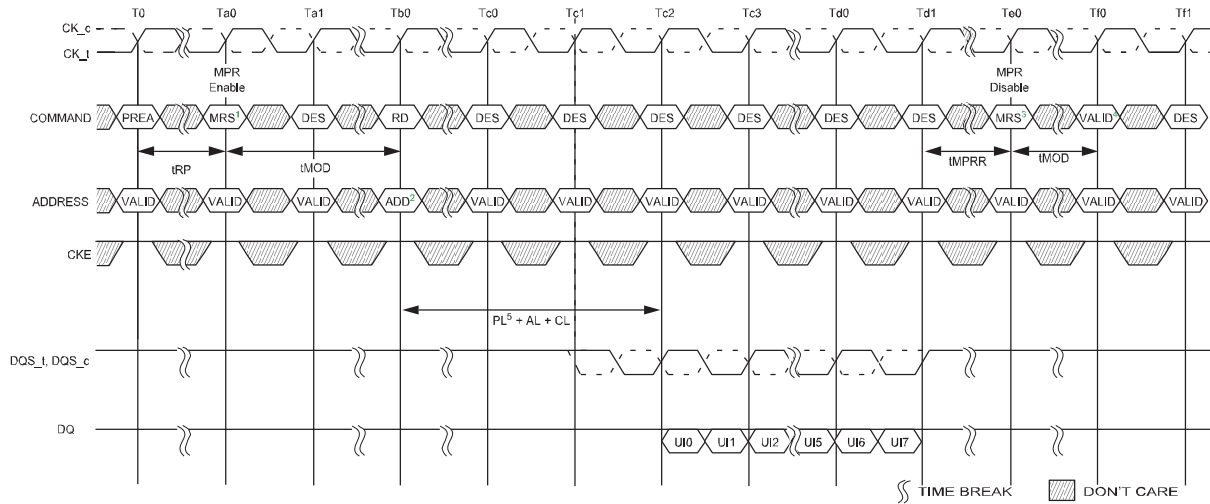 T0 Ta0 Ta1 Tb0 Tc0 Tc1 Tc2 Tc3 Td0 Td1 Te0 Tf0 Tf1
CK_c
CK_t
MPR Enable
MPR Disable
COMMAND PREA MRS1 DES RD DES DES DES DES DES DES MRS3 VALID4 DES
tRP tMOD tMPRR tMOD
ADDRESS VALID VALID VALID ADD2 VALID VALID VALID VALID VALID VALID VALID VALID VALID
CKE
PL5 + AL + CL
DQS_t, DQS_c
DQ UI0 UI1 UI2 UI5 UI6 UI7
TIME BREAK DON'T CARE